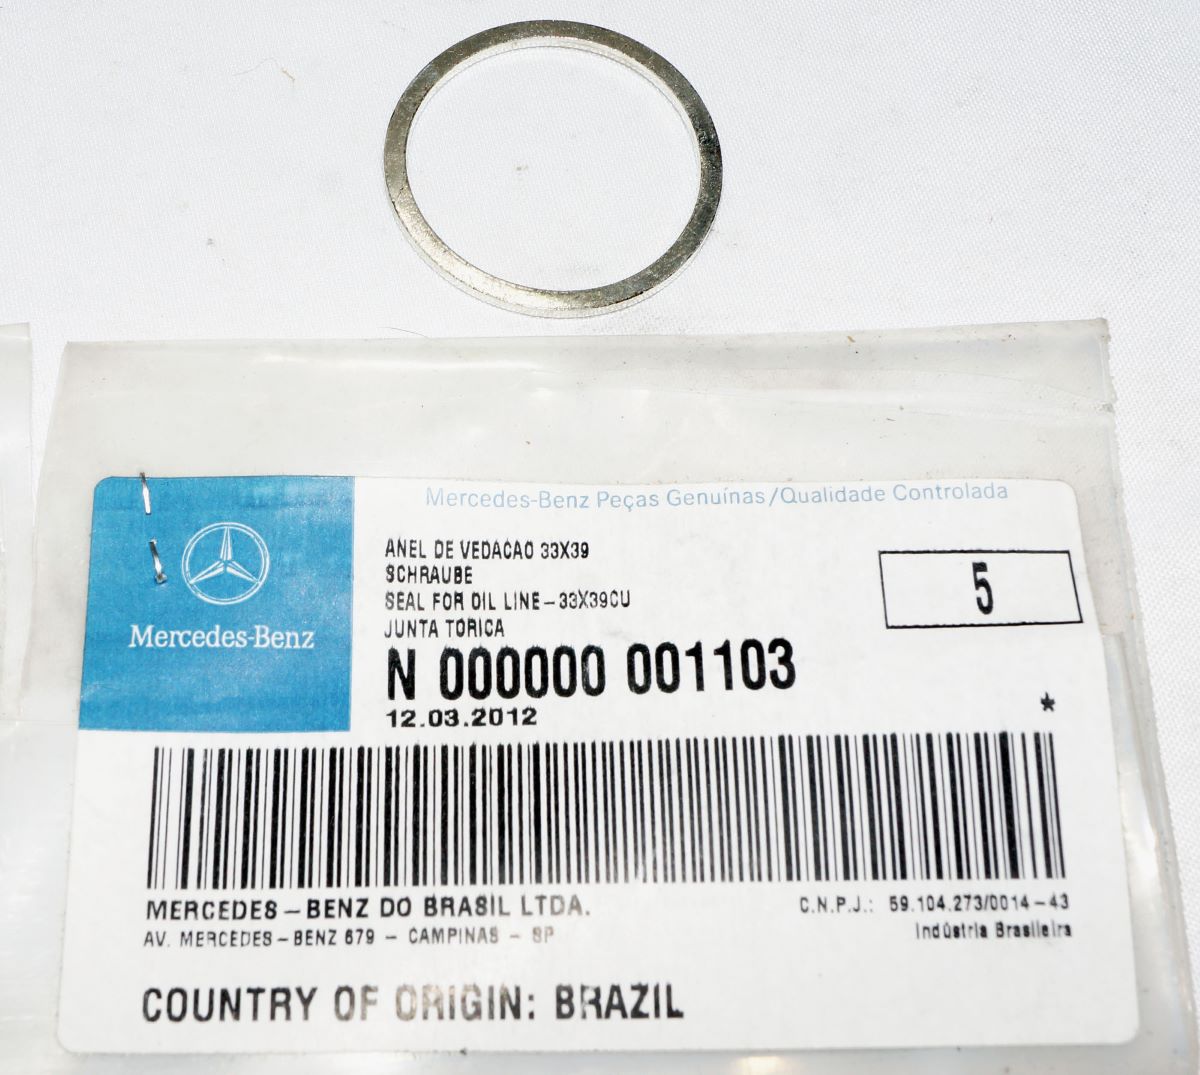 Mercedes-Benz Peças Genuínas/Qualidade Controlada
Mercedes-Benz
ANEL DE VEDACAO 33X39
SCHRAUBE
SEAL FOR OIL LINE-33X39CU
JUNTA TORICA
5
N 000000 001103
12.03.2012
*
MERCEDES-BENZ DO BRASIL LTDA.
C.N.P.J.: 59.104.273/0014-43
AV. MERCEDES-BENZ 679 - CAMPINAS - SP
Indústria Brasileira
COUNTRY OF ORIGIN: BRAZIL